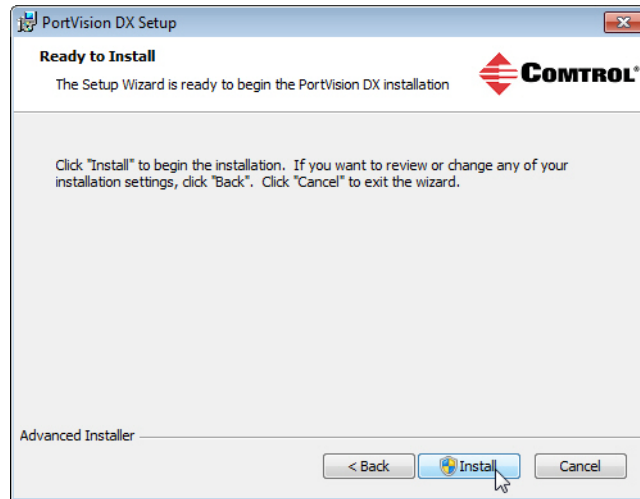 PortVision DX Setup
Ready to Install
The Setup Wizard is ready to begin the PortVision DX installation
COMTROL®
Click "Install" to begin the installation. If you want to review or change any of your
installation settings, click "Back". Click "Cancel" to exit the wizard.
Advanced Installer
< Back
Install
Cancel